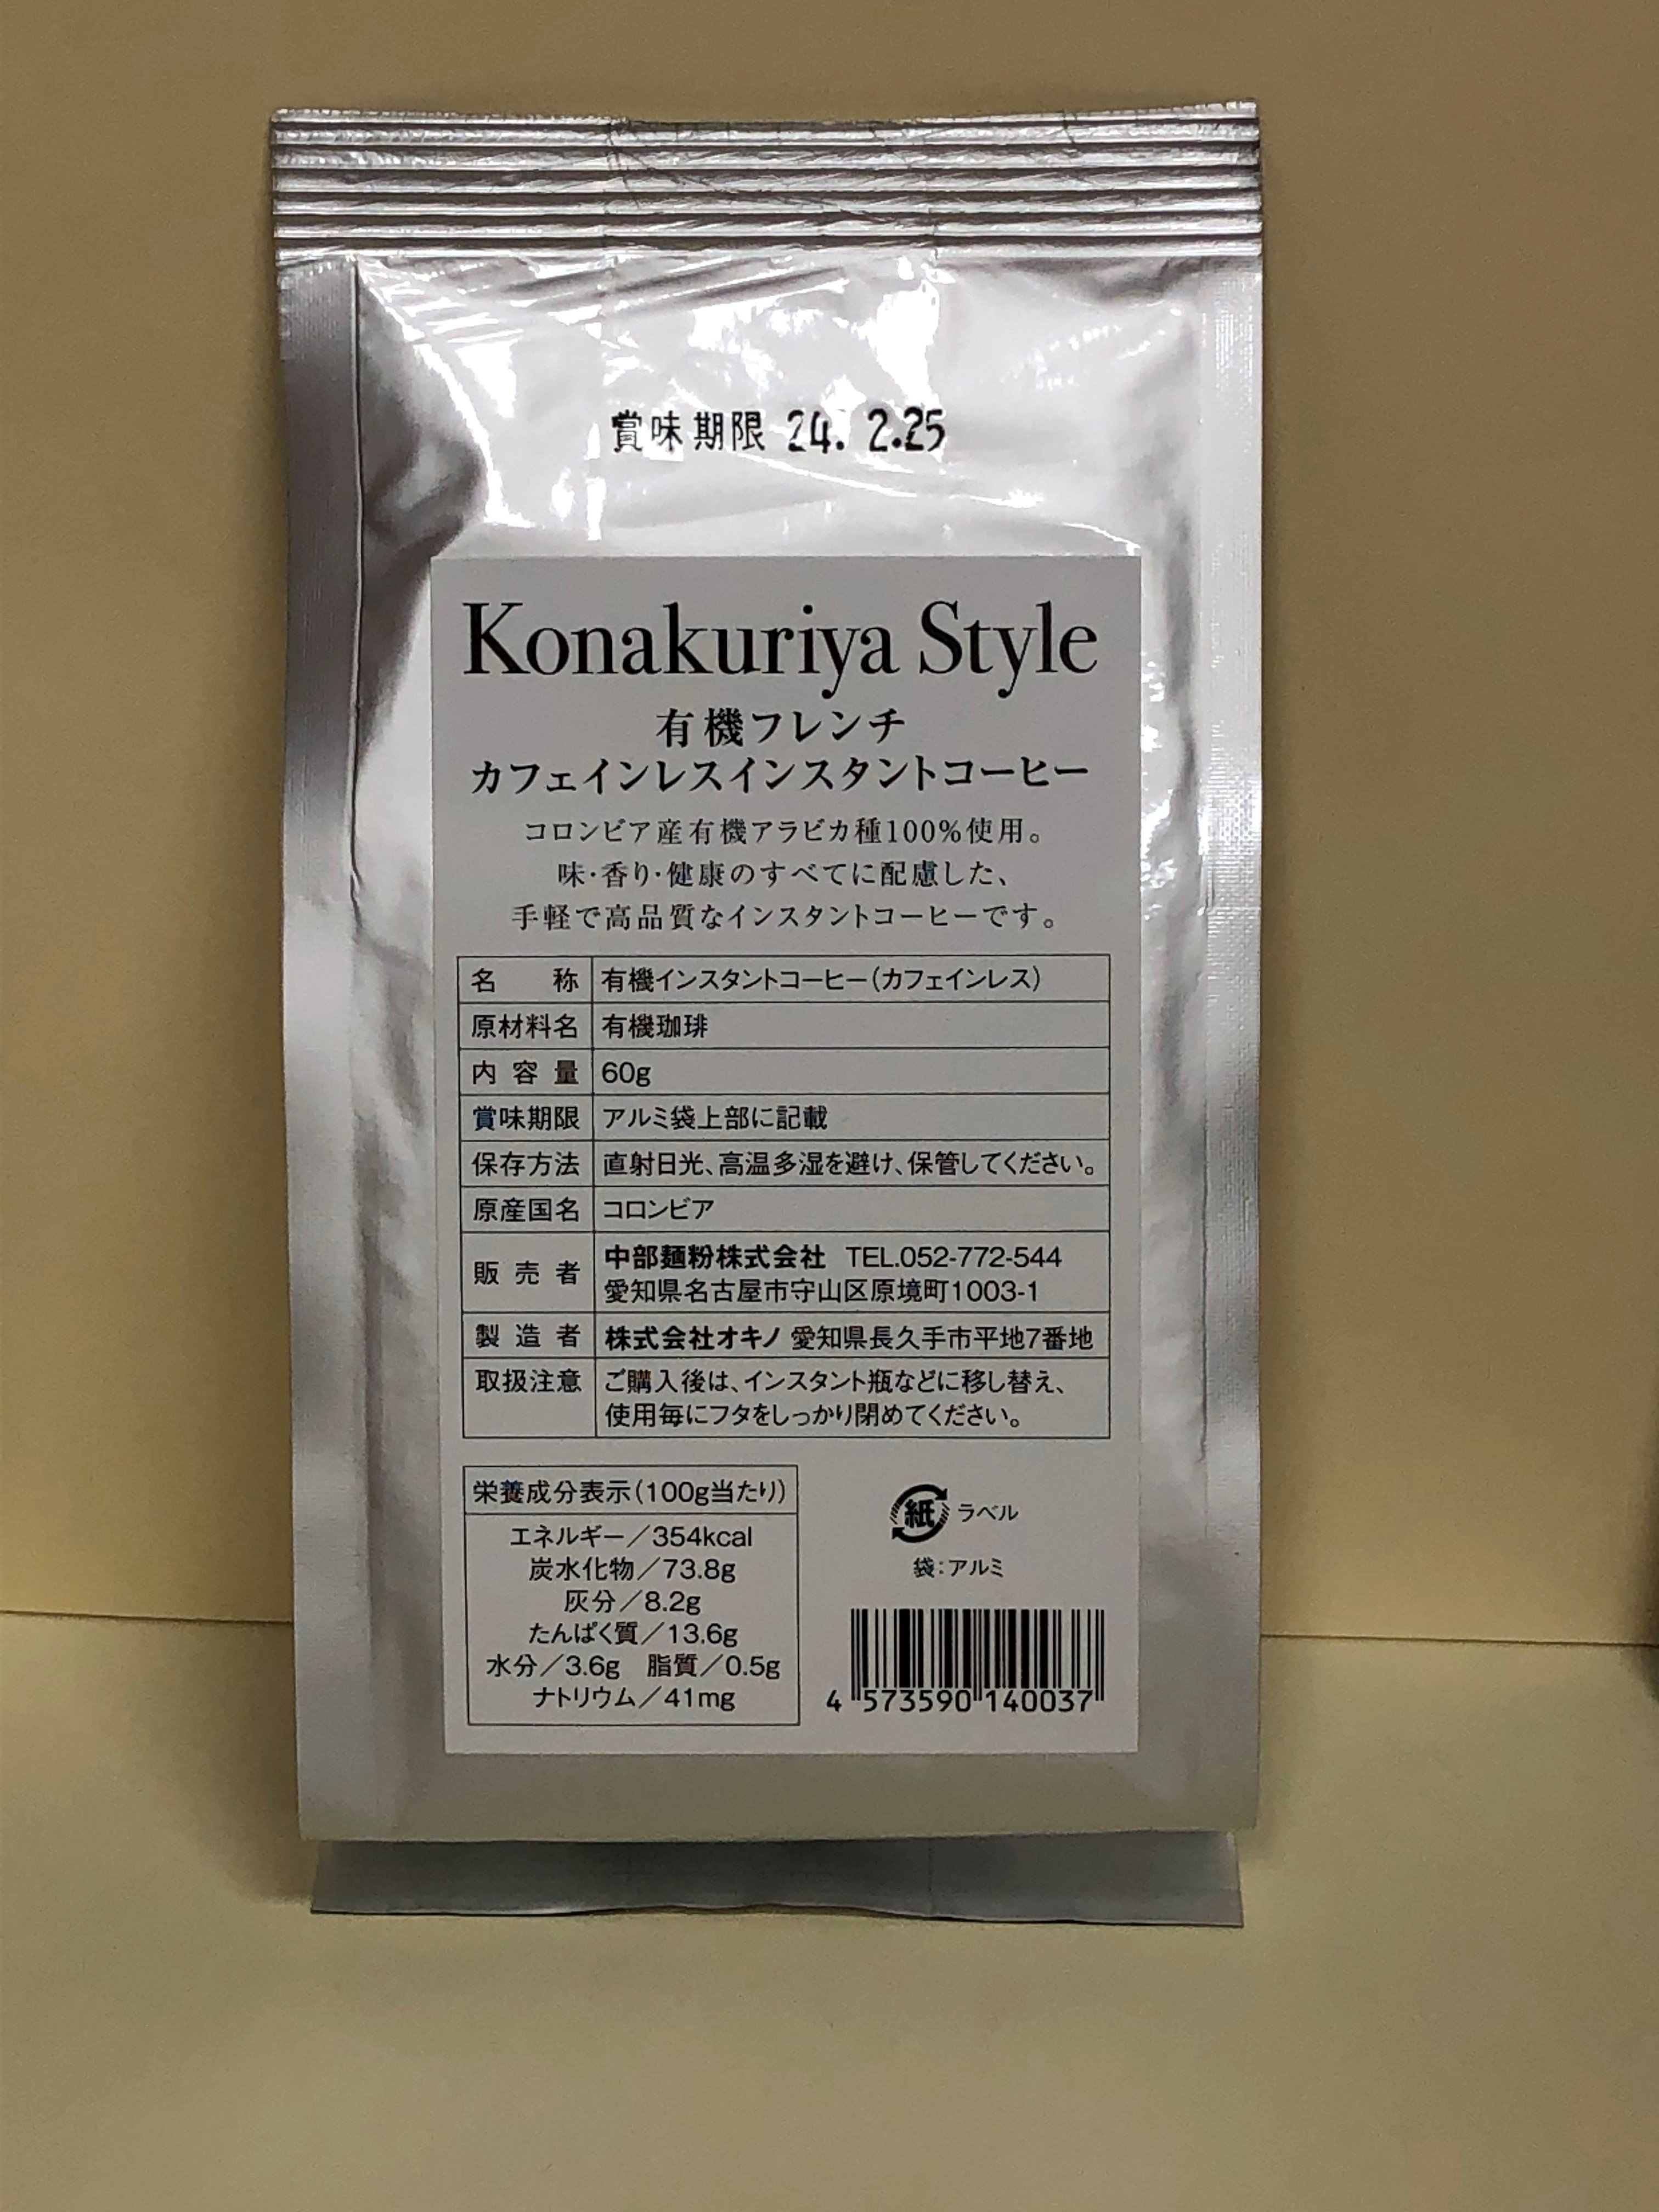 賞味期限 24. 2.25
Konakuriya Style
有機フレンチ
カフェインレスインスタントコーヒー
コロンビア産有機アラビカ種100%使用。
味・香り・健康のすべてに配慮した、
手軽で高品質なインスタントコーヒーです。
名 称 有機インスタントコーヒー(カフェインレス)
原材料名 有機珈琲
内容量 60g
賞味期限 アルミ袋上部に記載
保存方法 直射日光、高温多湿を避け、保管してください。
原産国名 コロンビア
販売者 中部麺粉株式会社 TEL.052-772-544
愛知県名古屋市守山区原境町1003-1
製造者 株式会社オキノ 愛知県長久手市平地7番地
取扱注意 ご購入後は、インスタント瓶などに移し替え、
使用毎にフタをしっかり閉めてください。
栄養成分表示(100g当たり)
エネルギー/354kcal
炭水化物/73.8g
灰分/8.2g
たんぱく質/13.6g
水分/3.6g 脂質/0.5g
ナトリウム/41mg
紙 ラベル
袋:アルミ
4 573590 140037